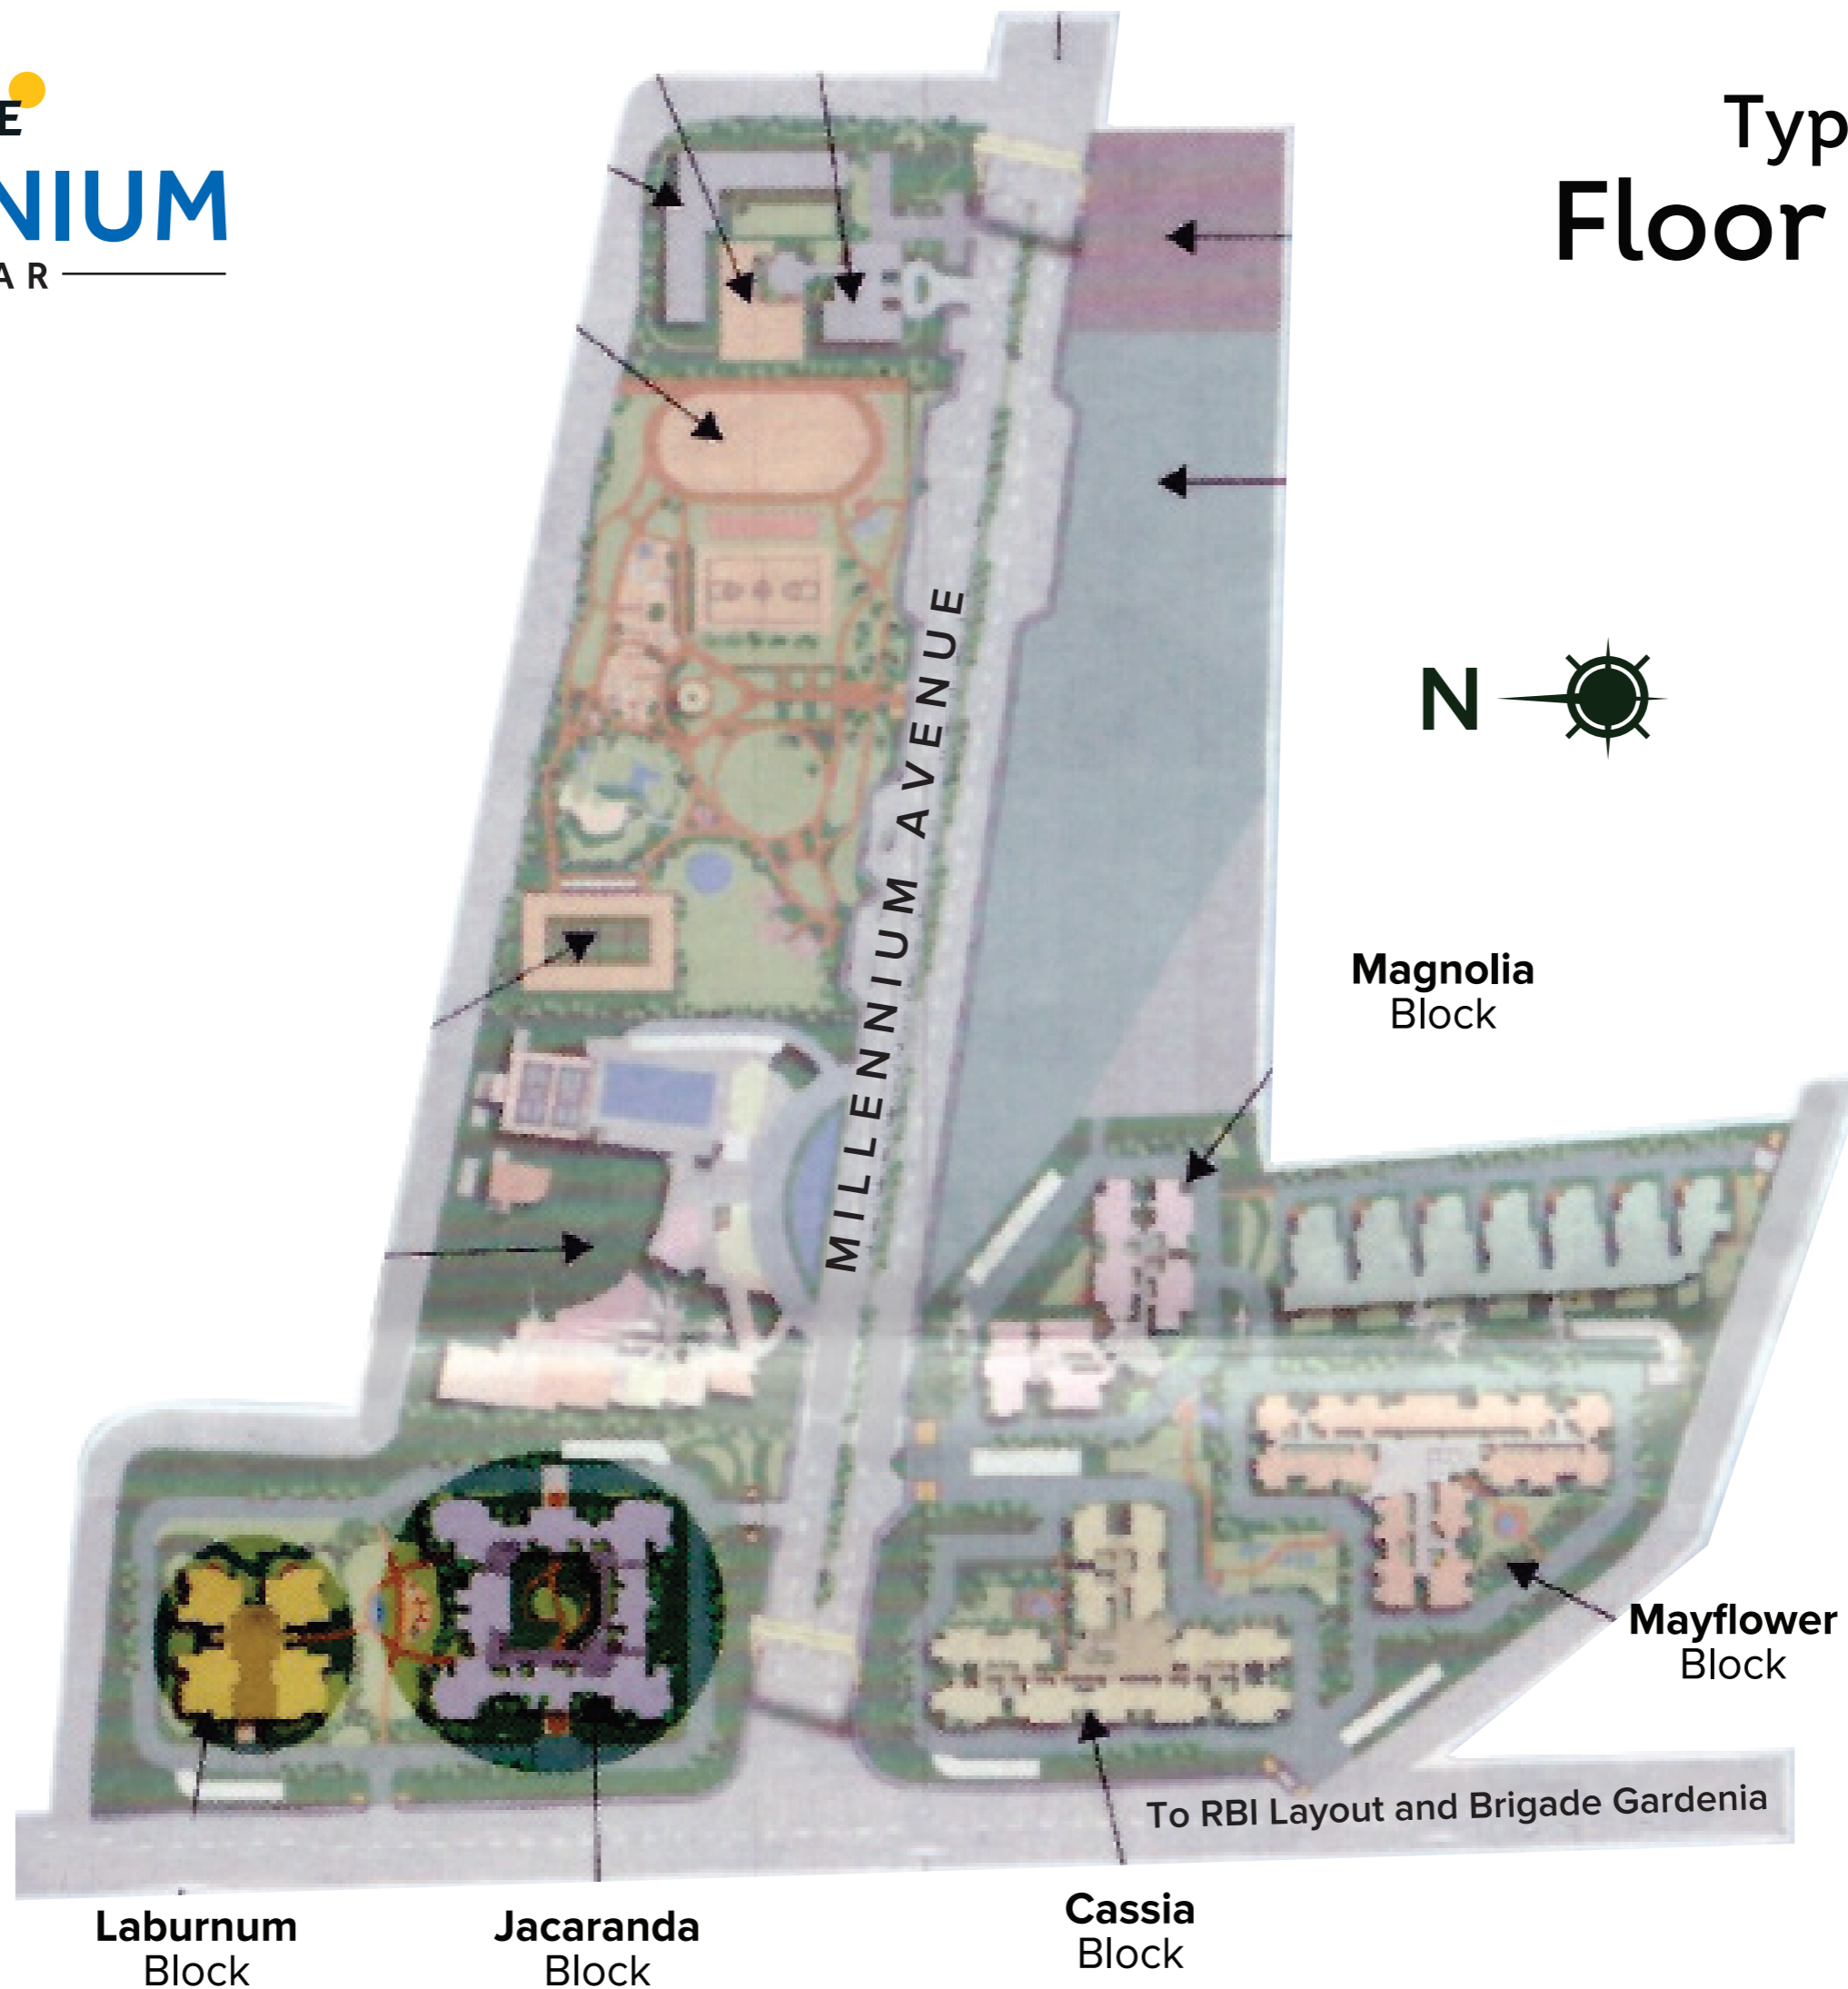 E
NIUM
AR
Typ
Floor
MILLENNIUM AVENUE
N
Magnolia
Block
Mayflower
Block
To RBI Layout and Brigade Gardenia
Laburnum
Block
Jacaranda
Block
Cassia
Block